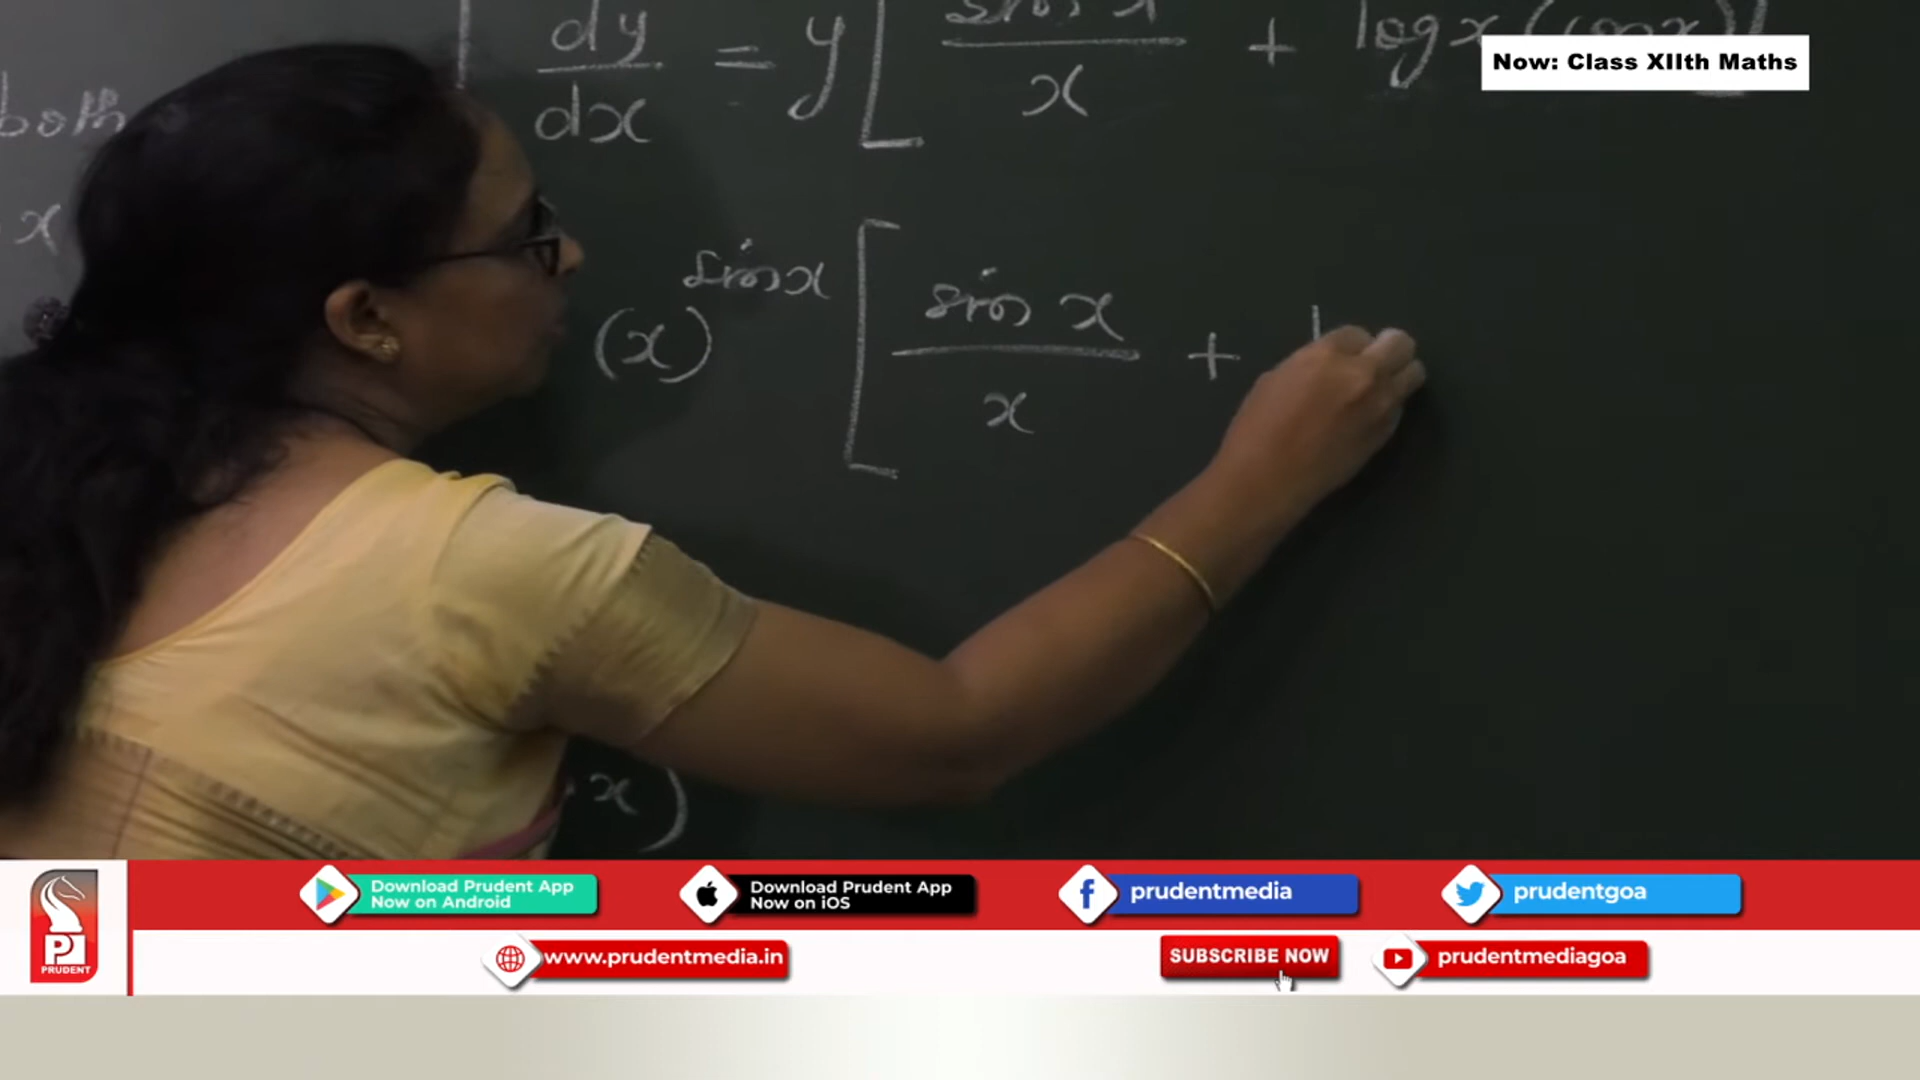 Now: Class XIIth Maths
dy/dx = y[ sin x / x + log x (cos x) ]
both
x
(x)^sin x [ sin x / x +
x)
Download Prudent App
Now on Android
Download Prudent App
Now on iOS
prudentmedia
prudentgoa
PRUDENT
www.prudentmedia.in
SUBSCRIBE NOW
prudentmediagoa